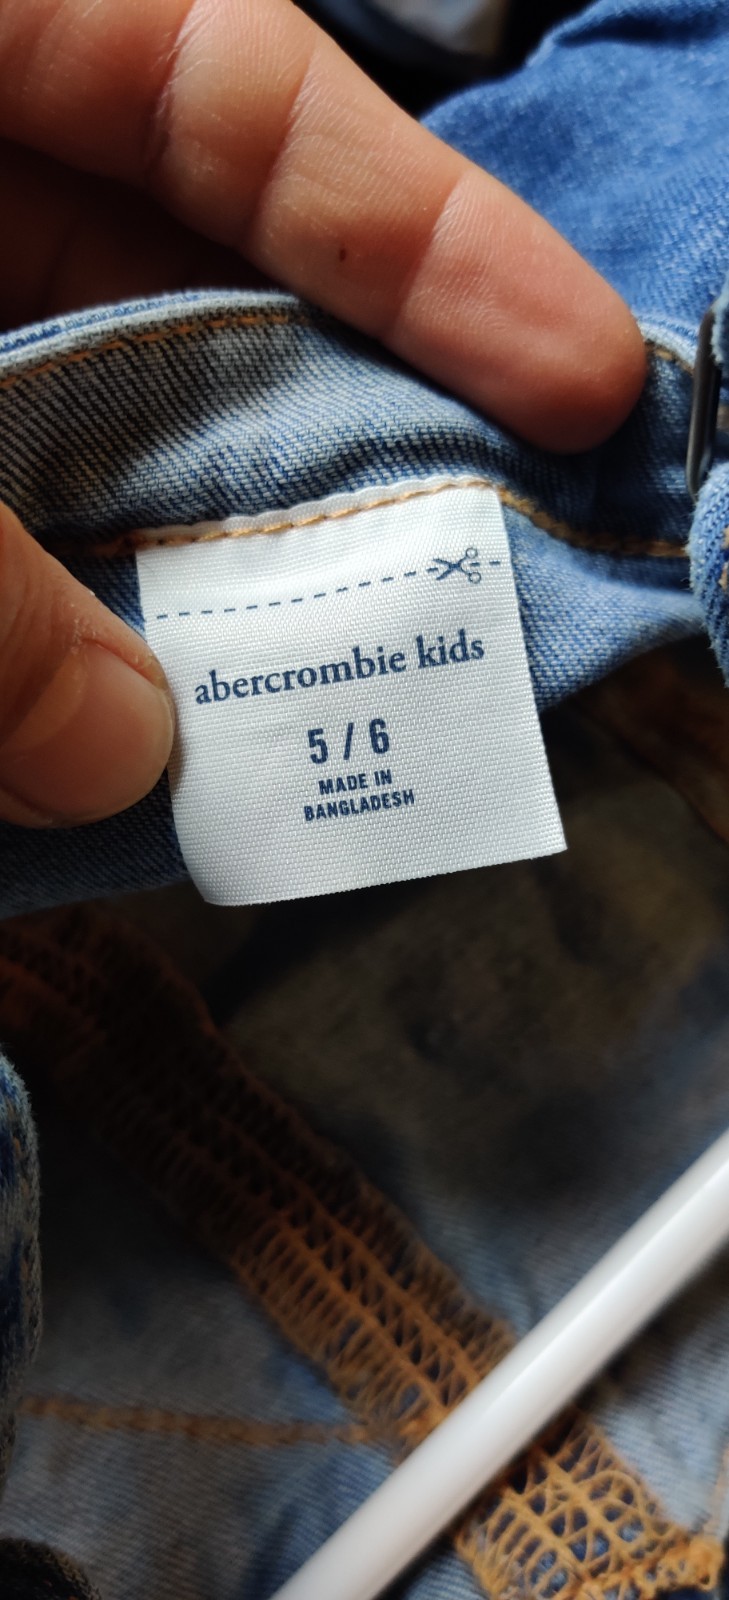 abercrombie kids
5 / 6
MADE IN
BANGLADESH